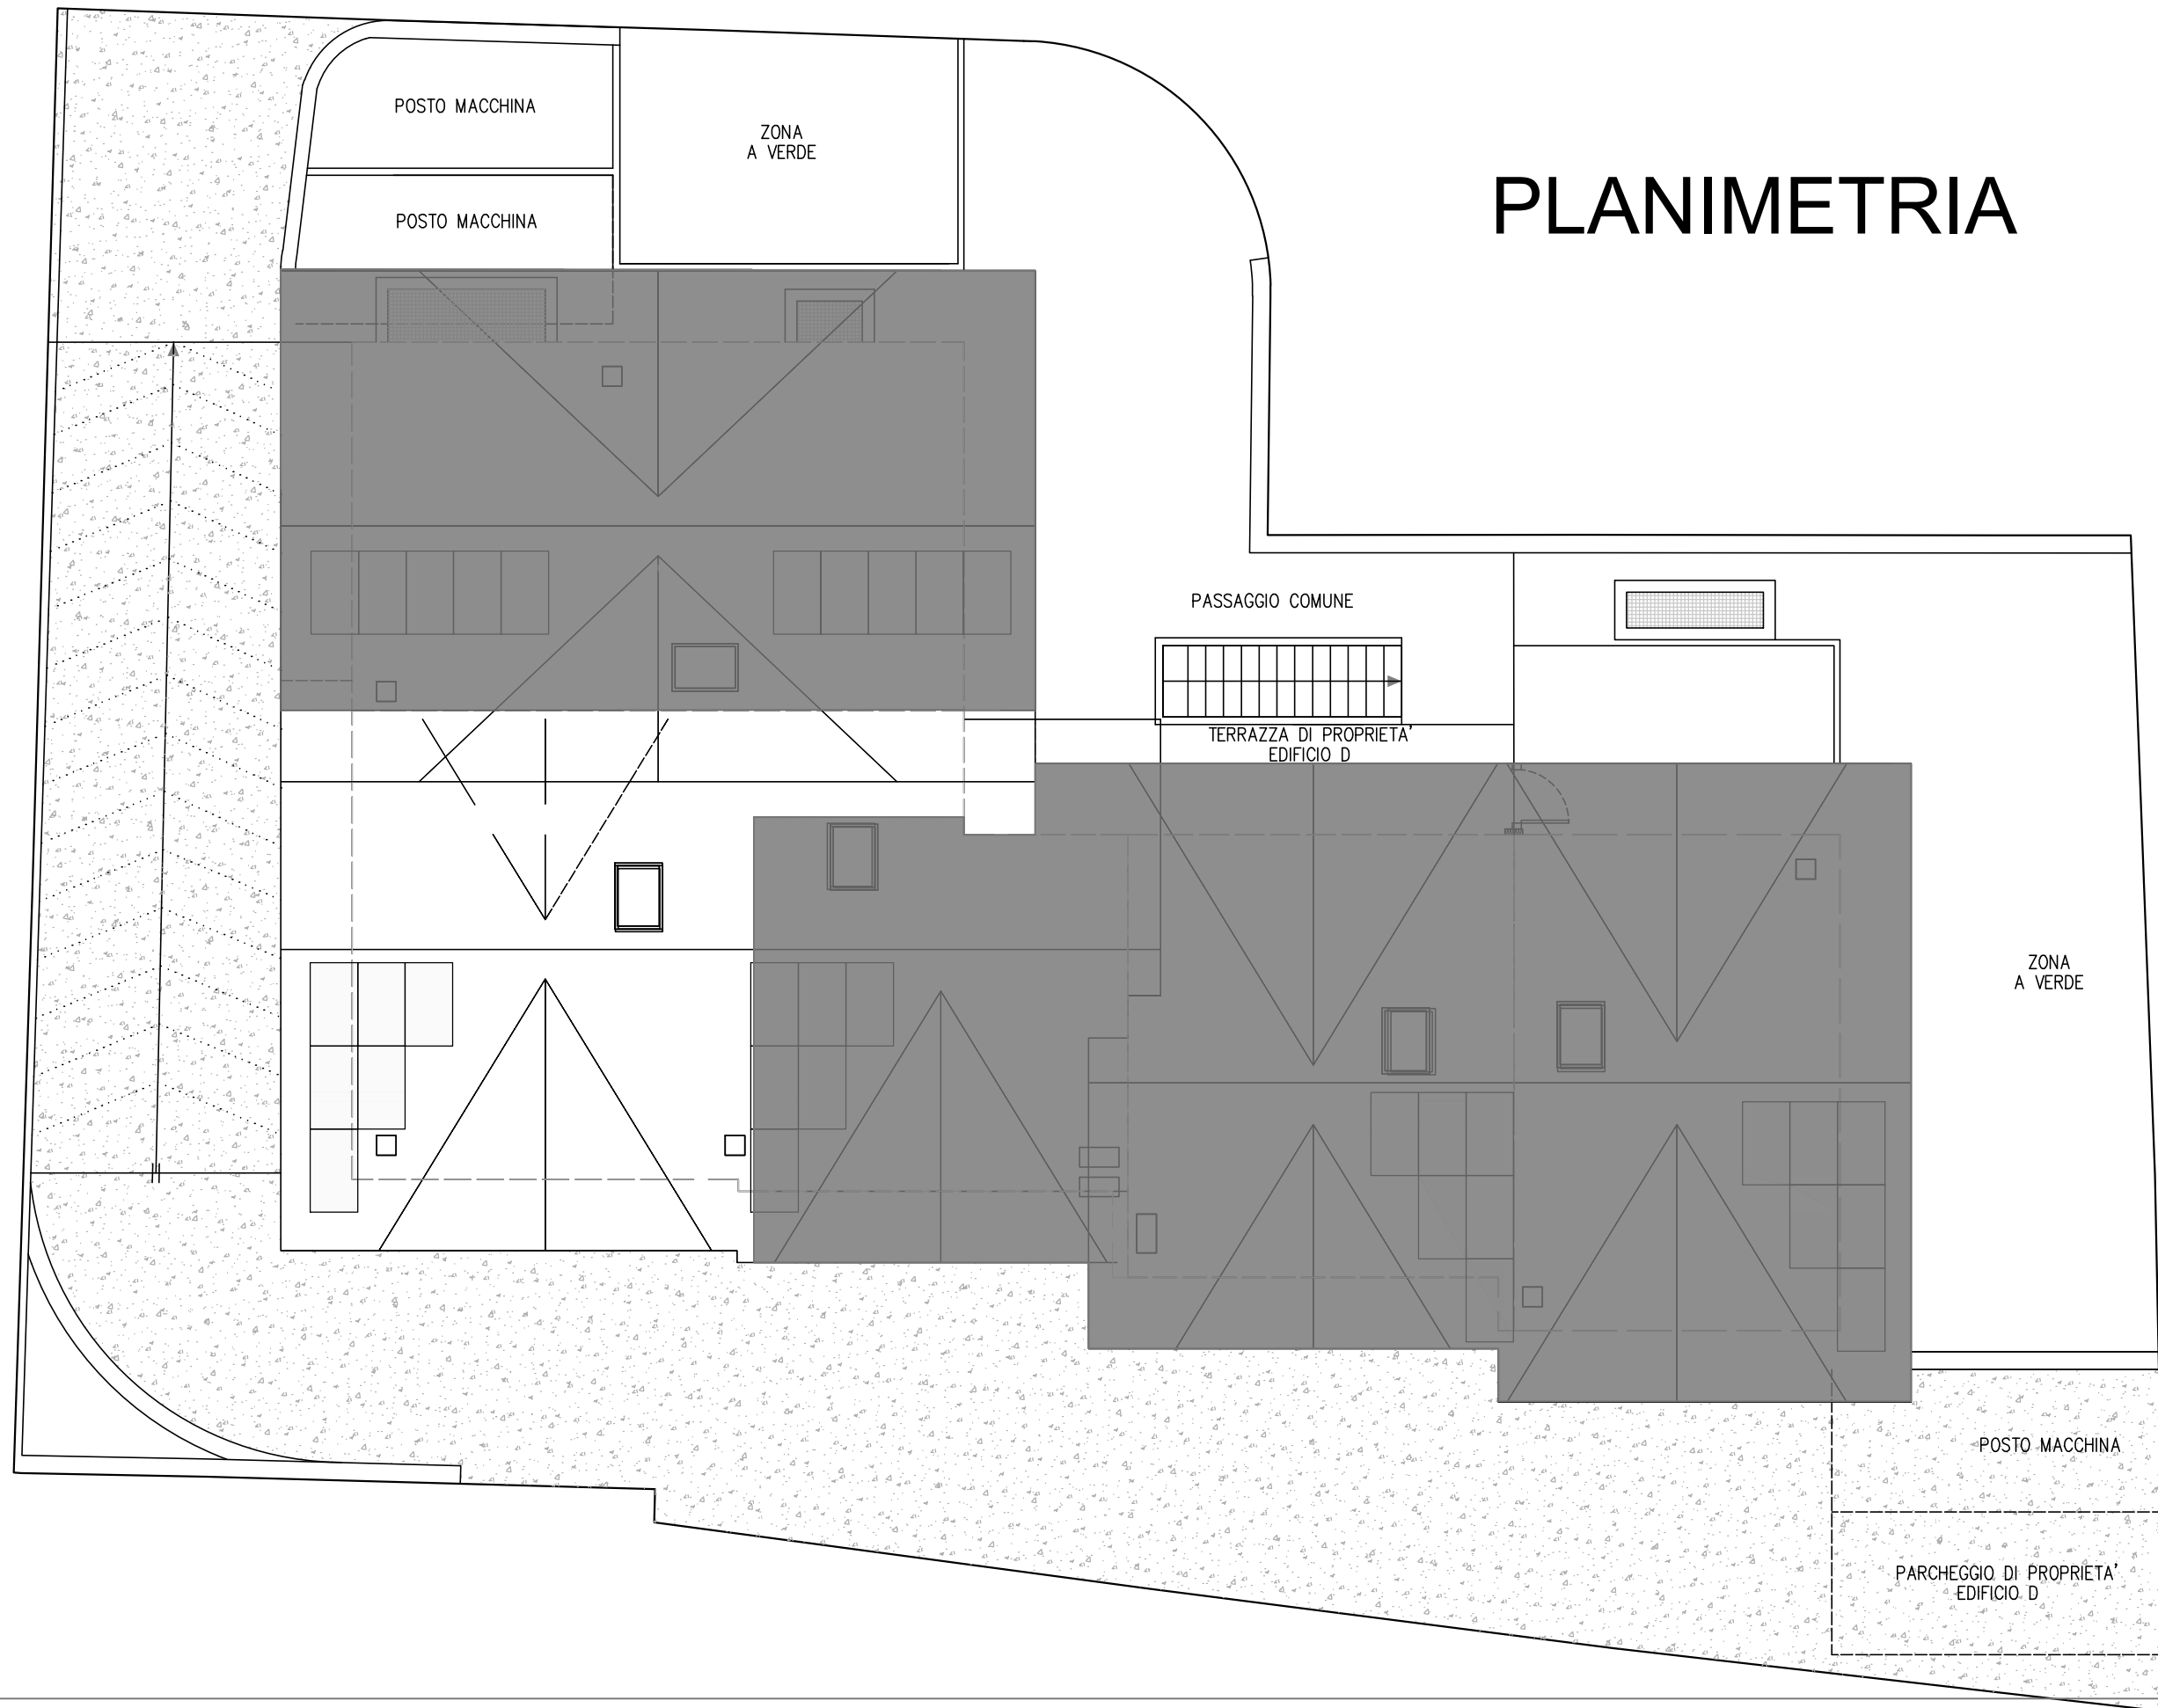 POSTO MACCHINA
ZONA
A VERDE
POSTO MACCHINA
PLANIMETRIA
PASSAGGIO COMUNE
TERRAZZA DI PROPRIETA'
EDIFICIO D
ZONA
A VERDE
POSTO MACCHINA
PARCHEGGIO DI PROPRIETA'
EDIFICIO D